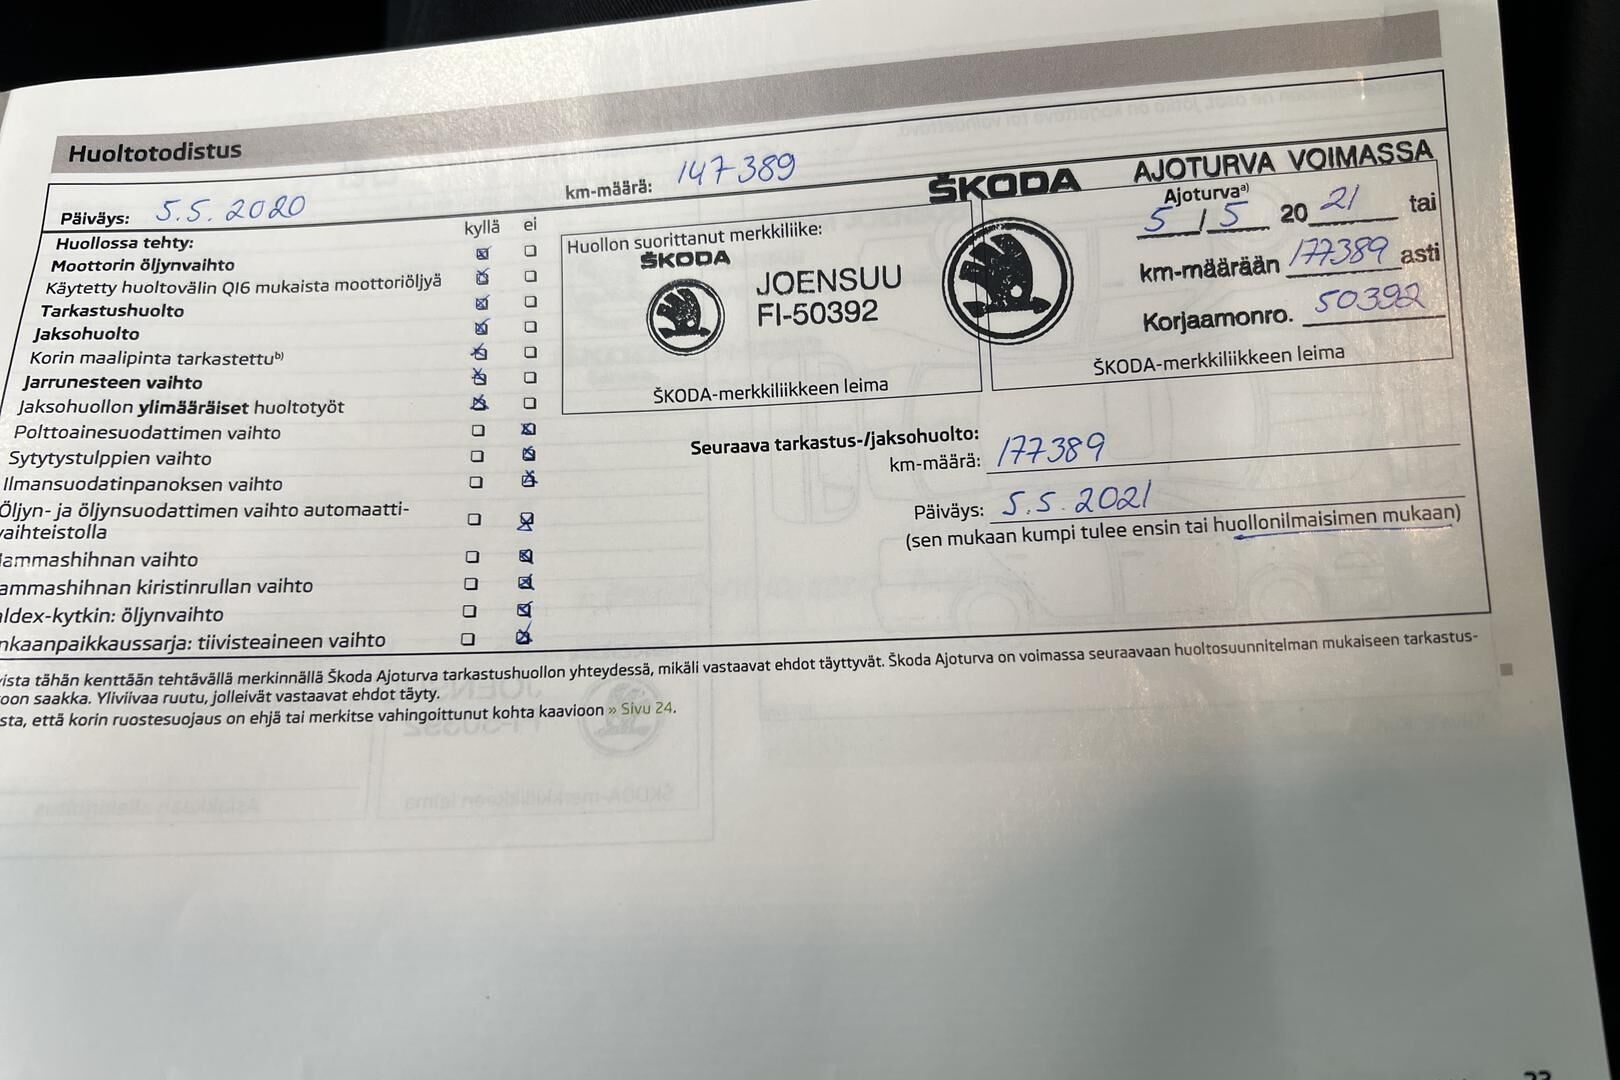 Huoltotodistus
Päiväys: 5.5.2020
km-määrä: 147389
kyllä ei
Huollossa tehty:
Moottorin öljynvaihto
Käytetty huoltovälin QI6 mukaista moottoriöljyä
Tarkastushuolto
Jaksohuolto
Korin maalipinta tarkastettu b)
Jarrunesteen vaihto
Jaksohuollon ylimääräiset huoltotyöt
Polttoainesuodattimen vaihto
Sytytystulppien vaihto
Ilmansuodatinpanoksen vaihto
Öljyn- ja öljynsuodattimen vaihto automaatti-
vaihteistolla
ammashihnan vaihto
ammashihnan kiristinrullan vaihto
ldex-kytkin: öljynvaihto
nkaanpaikkaussarja: tiivisteaineen vaihto
Huollon suorittanut merkkiliike:
ŠKODA
JOENSUU
FI-50392
ŠKODA-merkkiliikkeen leima
ŠKODA
AJOTURVA VOIMASSA
Ajoturva a)
5 / 5 20 21 tai
km-määrään 177389 asti
Korjaamonro. 50392
ŠKODA-merkkiliikkeen leima
Seuraava tarkastus-/jaksohuolto:
km-määrä: 177389
Päiväys: 5.5.2021
(sen mukaan kumpi tulee ensin tai huollonilmaisimen mukaan)
vista tähän kenttään tehtävällä merkinnällä Škoda Ajoturva tarkastushuollon yhteydessä, mikäli vastaavat ehdot täyttyvät. Škoda Ajoturva on voimassa seuraavaan huoltosuunnitelman mukaiseen tarkastus-
oon saakka. Yliviivaa ruutu, jolleivät vastaavat ehdot täyty.
sta, että korin ruostesuojaus on ehjä tai merkitse vahingoittunut kohta kaavioon » Sivu 24.